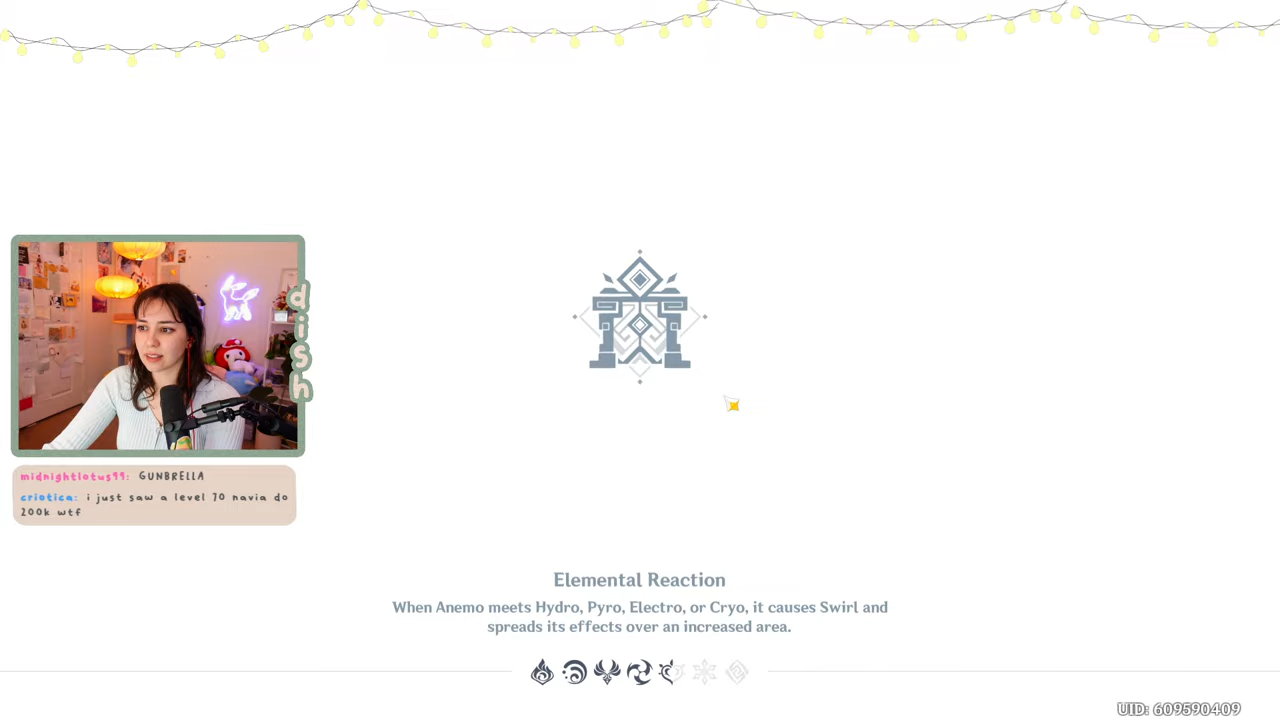 dish
midnightlotus99: GUNBRELLA
criotica: i just saw a level 70 navia do
200k wtf
Elemental Reaction
When Anemo meets Hydro, Pyro, Electro, or Cryo, it causes Swirl and
spreads its effects over an increased area.
UID: 609590409